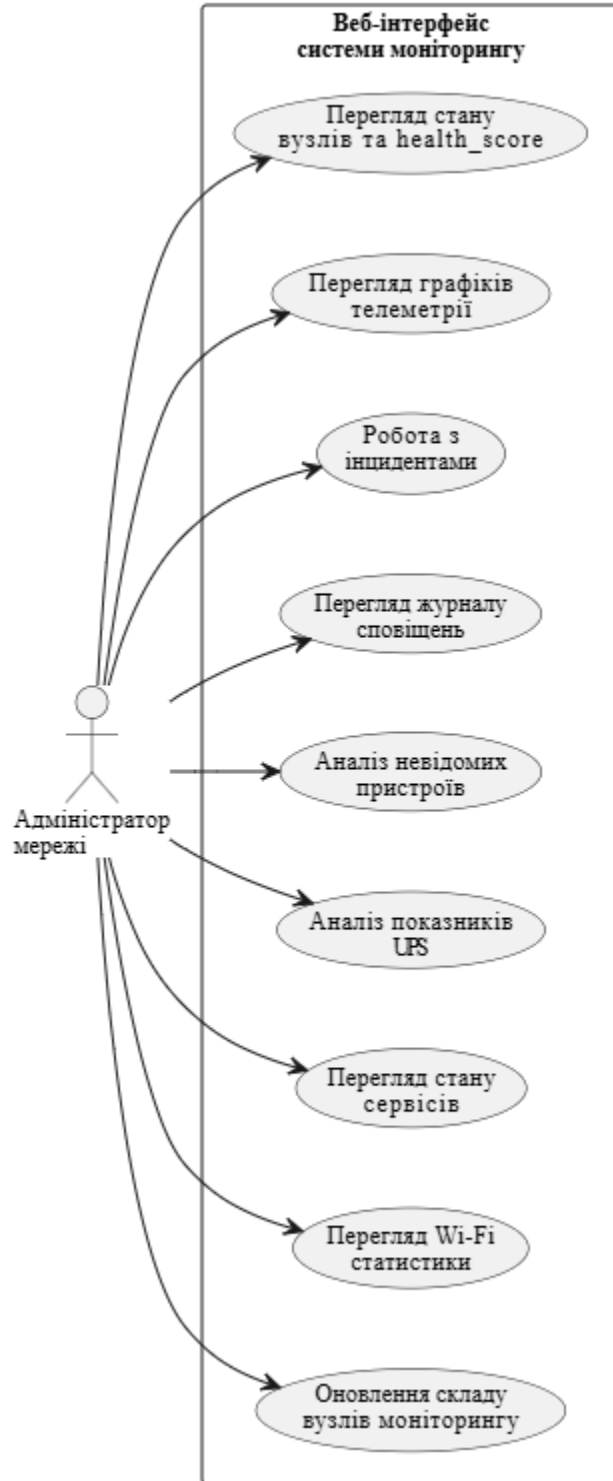 Веб-інтерфейс
системи моніторингу
Перегляд стану
вузлів та health_score
Перегляд графіків
телеметрії
Робота з
інцидентами
Перегляд журналу
сповіщень
Аналіз невідомих
пристроїв
Адміністратор
мережі
Аналіз показників
UPS
Перегляд стану
сервісів
Перегляд Wi-Fi
статистики
Оновлення складу
вузлів моніторингу